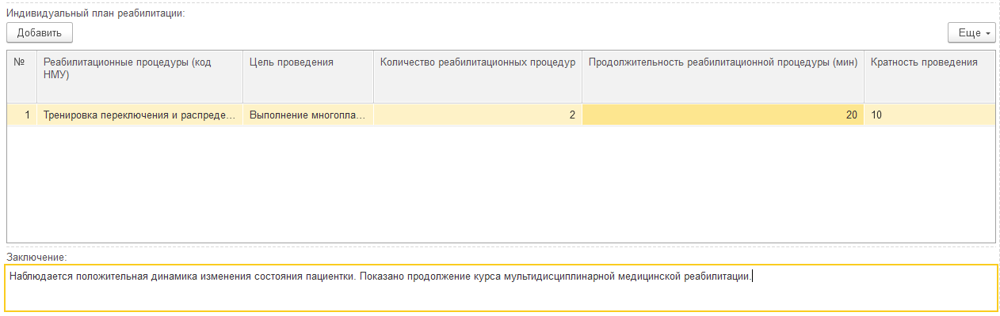 Индивидуальный план реабилитации:
Добавить
Еще
№ Реабилитационные процедуры (код НМУ) Цель проведения Количество реабилитационных процедур Продолжительность реабилитационной процедуры (мин) Кратность проведения
1 Тренировка переключения и распреде... Выполнение многопла... 2 20 10
Заключение:
Наблюдается положительная динамика изменения состояния пациентки. Показано продолжение курса мультидисциплинарной медицинской реабилитации.